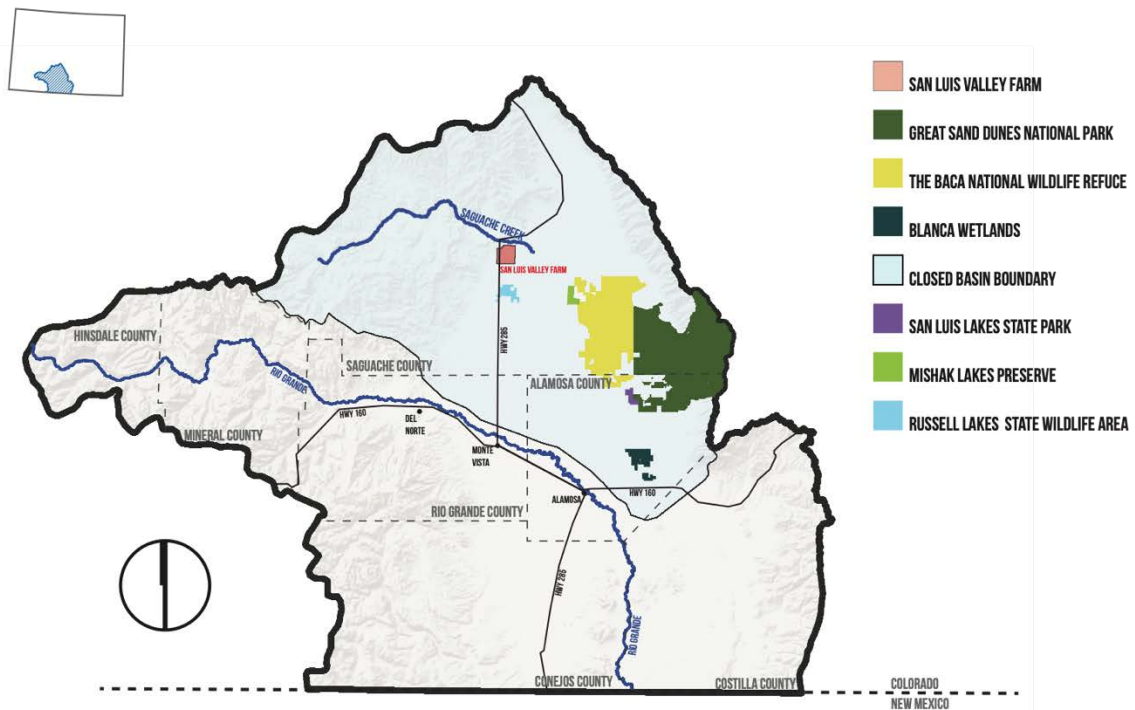 SAN LUIS VALLEY FARM
GREAT SAND DUNES NATIONAL PARK
THE BACA NATIONAL WILDLIFE REFUCE
BLANCA WETLANDS
CLOSED BASIN BOUNDARY
SAN LUIS LAKES STATE PARK
MISHAK LAKES PRESERVE
RUSSELL LAKES STATE WILDLIFE AREA
SAGUACHE CREEK
SAN LUIS VALLEY FARM
HINSDALE COUNTY
HWY 285
SAGUACHE COUNTY
RIO GRANDE
ALAMOSA COUNTY
HWY 160
DEL
NORTE
MINERAL COUNTY
MONTE
VISTA
HWY 160
ALAMOSA
RIO GRANDE COUNTY
HWY 285
RIO GRANDE
CONEJOS COUNTY
COSTILLA COUNTY
COLORADO
NEW MEXICO